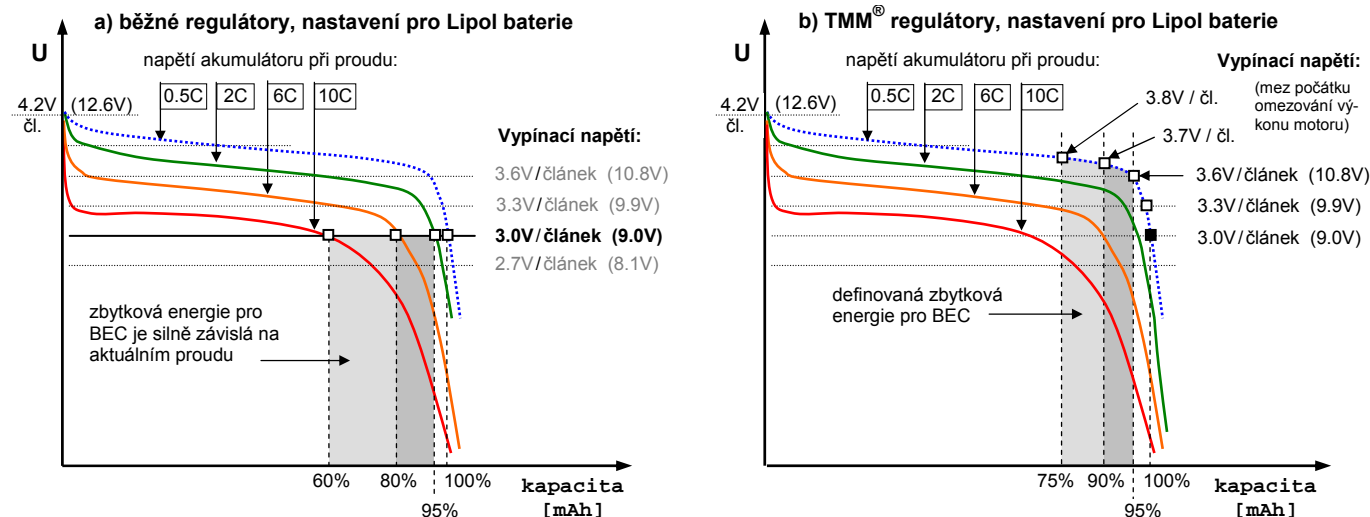 a) běžné regulátory, nastavení pro Lipol baterie
U
napětí akumulátoru při proudu:
4.2V (12.6V)
čl.
0.5C 2C 6C 10C
Vypínací napětí:
3.6V/článek (10.8V)
3.3V/článek (9.9V)
3.0V/článek (9.0V)
2.7V/článek (8.1V)
zbytková energie pro
BEC je silně závislá na
aktuálním proudu
60% 80% 100%
95%
kapacita
[mAh]
b) TMM® regulátory, nastavení pro Lipol baterie
U
napětí akumulátoru při proudu:
4.2V (12.6V)
čl.
0.5C 2C 6C 10C
Vypínací napětí:
(mez počátku
omezování vý-
konu motoru)
3.8V / čl.
3.7V / čl.
3.6V/článek (10.8V)
3.3V/článek (9.9V)
3.0V/článek (9.0V)
definovaná zbytková
energie pro BEC
75% 90% 100%
95%
kapacita
[mAh]